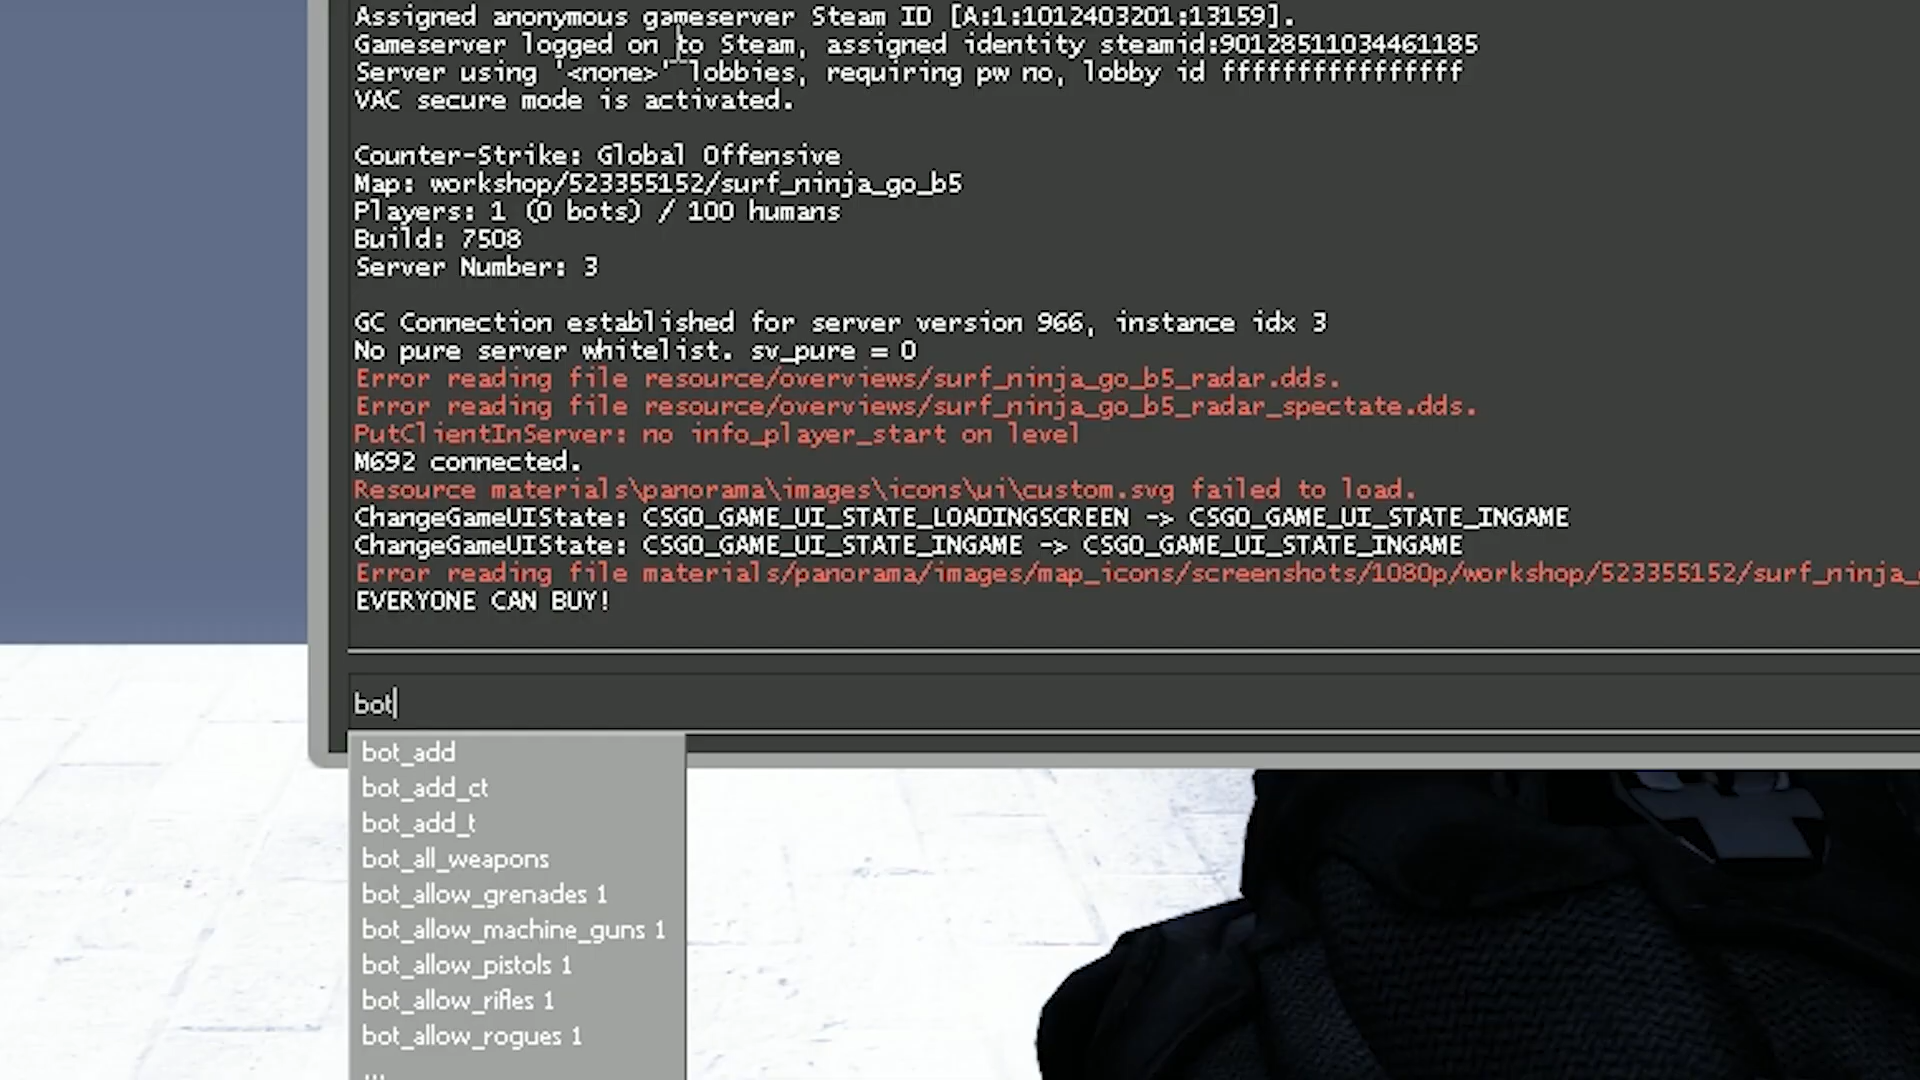 Assigned anonymous gameserver Steam ID [A:1:1012403201:13159].
Gameserver logged on to Steam, assigned identity steamid:90128511034461185
Server using '<none>' lobbies, requiring pw no, lobby id ffffffffffffffff
VAC secure mode is activated.
Counter-Strike: Global Offensive
Map: workshop/523355152/surf_ninja_go_b5
Players: 1 (0 bots) / 100 humans
Build: 7508
Server Number: 3
GC Connection established for server version 966, instance idx 3
No pure server whitelist. sv_pure = 0
Error reading file resource/overviews/surf_ninja_go_b5_radar.dds.
Error reading file resource/overviews/surf_ninja_go_b5_radar_spectate.dds.
PutClientInServer: no info_player_start on level
M692 connected.
Resource materials\panorama\images\icons\ui\custom.svg failed to load.
ChangeGameUIState: CSGO_GAME_UI_STATE_LOADINGSCREEN -> CSGO_GAME_UI_STATE_INGAME
ChangeGameUIState: CSGO_GAME_UI_STATE_INGAME -> CSGO_GAME_UI_STATE_INGAME
Error reading file materials/panorama/images/map_icons/screenshots/1080p/workshop/523355152/surf_ninja_
EVERYONE CAN BUY!
bot
bot_add
bot_add_ct
bot_add_t
bot_all_weapons
bot_allow_grenades 1
bot_allow_machine_guns 1
bot_allow_pistols 1
bot_allow_rifles 1
bot_allow_rogues 1
...